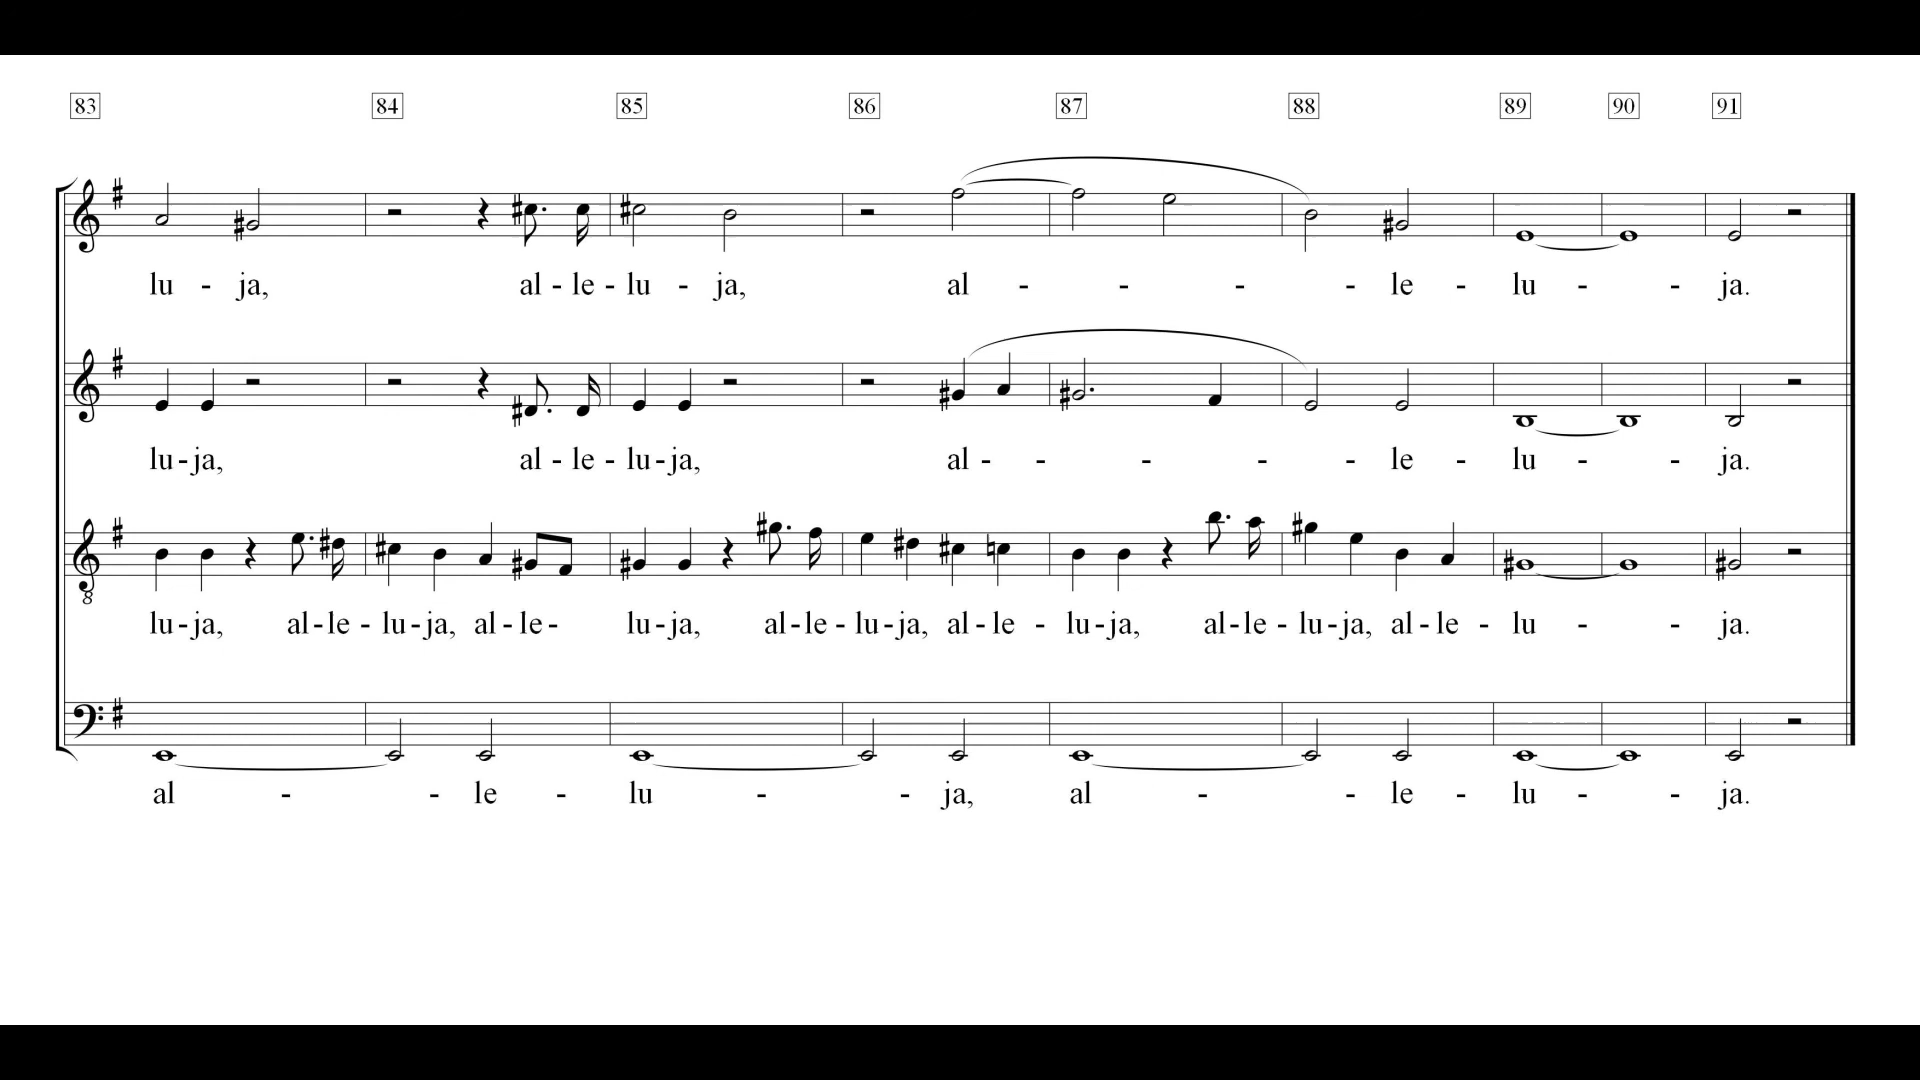 83 84 85 86 87 88 89 90 91
lu - ja, al - le - lu - ja, al - - - - le - lu - - ja.
lu - ja, al - le - lu - ja, al - - - - - le - lu - - ja.
8
lu - ja, al - le - lu - ja, al - le - lu - ja, al - le - lu - ja, al - le - lu - ja, al - le - lu - ja, al - le - lu - - ja.
al - - le - lu - - ja, al - - le - lu - - ja.